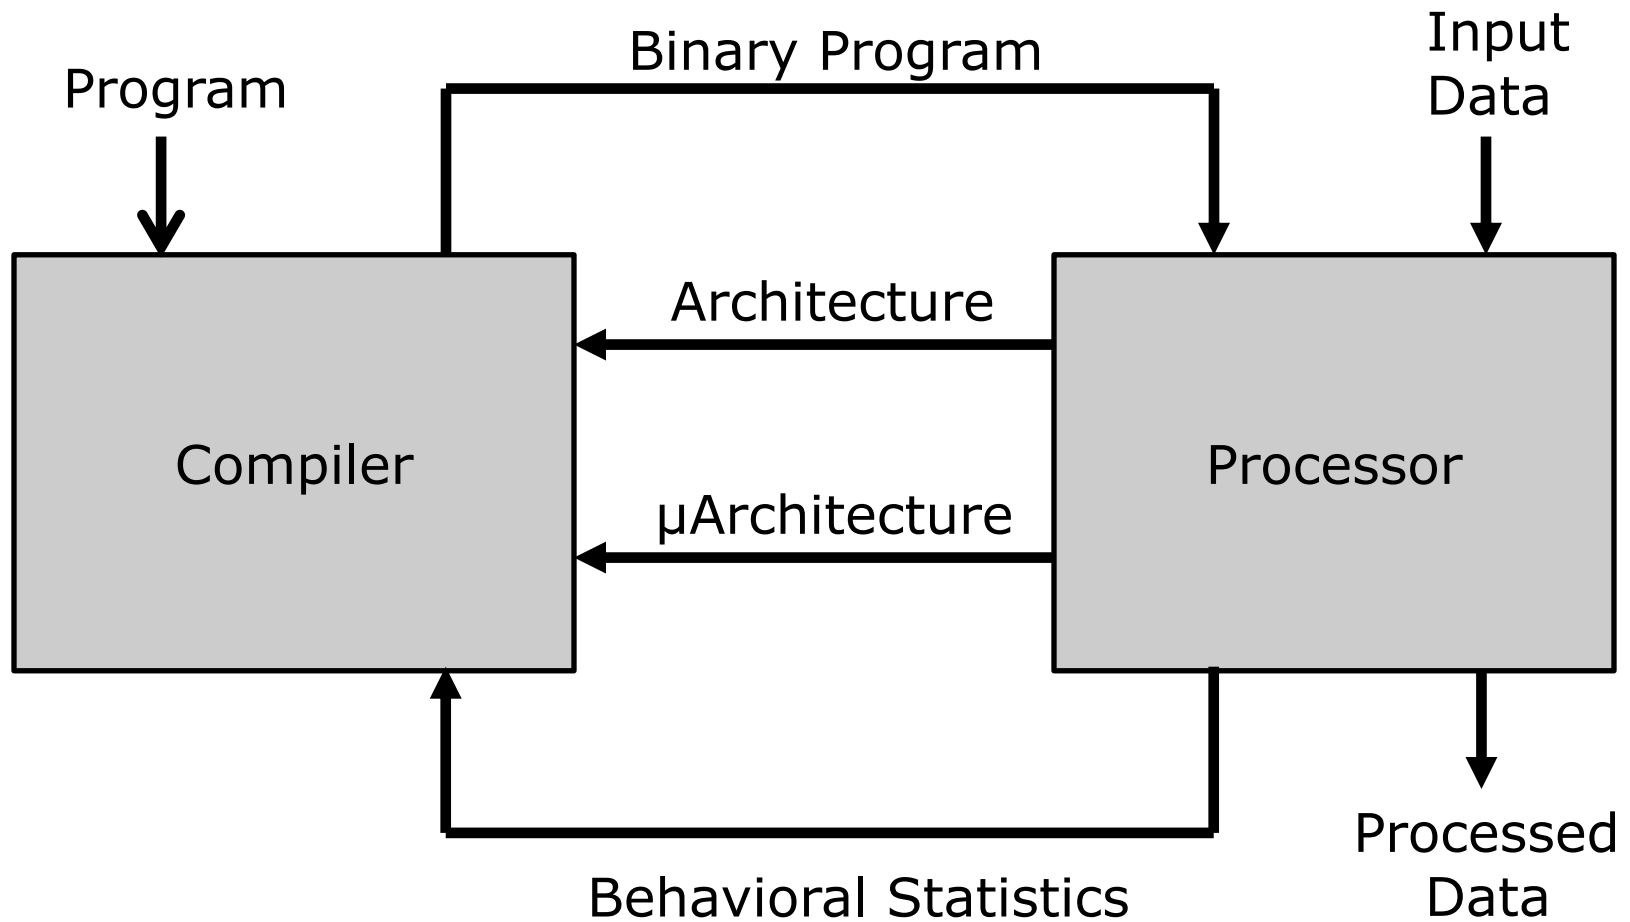 Program
Binary Program
Input
Data
Architecture
Compiler
Processor
µArchitecture
Behavioral Statistics
Processed
Data